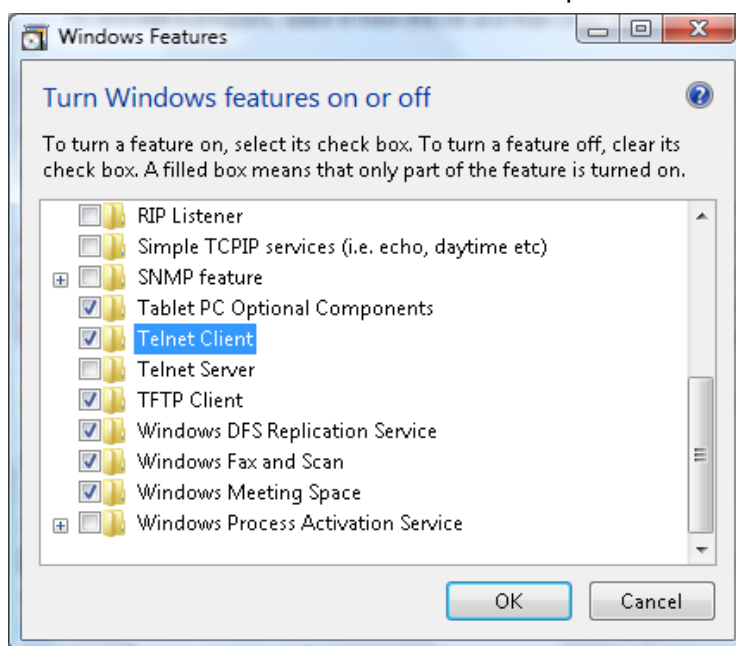 Windows Features
Turn Windows features on or off
To turn a feature on, select its check box. To turn a feature off, clear its
check box. A filled box means that only part of the feature is turned on.
RIP Listener
Simple TCPIP services (i.e. echo, daytime etc)
SNMP feature
Tablet PC Optional Components
Telnet Client
Telnet Server
TFTP Client
Windows DFS Replication Service
Windows Fax and Scan
Windows Meeting Space
Windows Process Activation Service
OK Cancel